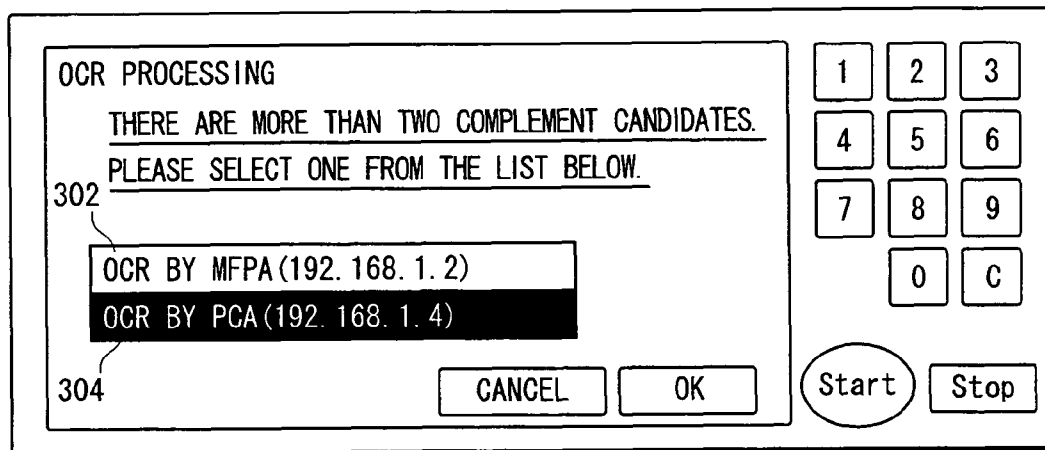 OCR PROCESSING
THERE ARE MORE THAN TWO COMPLEMENT CANDIDATES.
PLEASE SELECT ONE FROM THE LIST BELOW.
302
OCR BY MFPA(192.168.1.2)
OCR BY PCA(192.168.1.4)
304
CANCEL OK
1 2 3
4 5 6
7 8 9
0 C
Start Stop